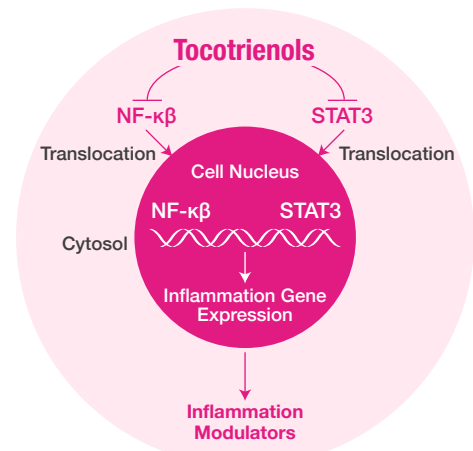 Tocotrienols
NF-κβ
STAT3
Translocation
Translocation
Cell Nucleus
NF-κβ
STAT3
Cytosol
Inflammation Gene
Expression
Inflammation
Modulators